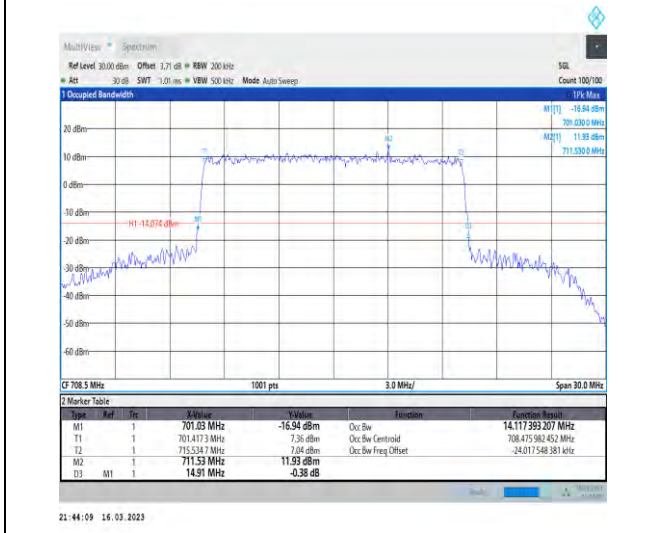 MultiView Spectrum
Ref Level 30.00 dBm Offset 3.71 dB RBW 200 kHz SGL
Att 30 dB SWT 1.01 ms VBW 500 kHz Mode Auto Sweep Count 100/100
1 Occupied Bandwidth 1Pk Max
M1[1] -16.94 dBm
701.0300 MHz
M2[1] 11.93 dBm
711.5300 MHz
20 dBm
M2
T1 T2
10 dBm
0 dBm
-10 dBm
H1 -14.074 dBm M1 D3
-20 dBm
-30 dBm
-40 dBm
-50 dBm
-60 dBm
CF 708.5 MHz 1001 pts 3.0 MHz/ Span 30.0 MHz
2 Marker Table
Type Ref Trc X-Value Y-Value Function Function Result
M1 1 701.03 MHz -16.94 dBm Occ Bw 14.117 393 207 MHz
T1 1 701.417 3 MHz 7.36 dBm Occ Bw Centroid 708.475 982 452 MHz
T2 1 715.534 7 MHz 7.04 dBm Occ Bw Freq Offset -24.017 548 381 kHz
M2 1 711.53 MHz 11.93 dBm
D3 M1 1 14.91 MHz -0.38 dB
21:44:09 16.03.2023